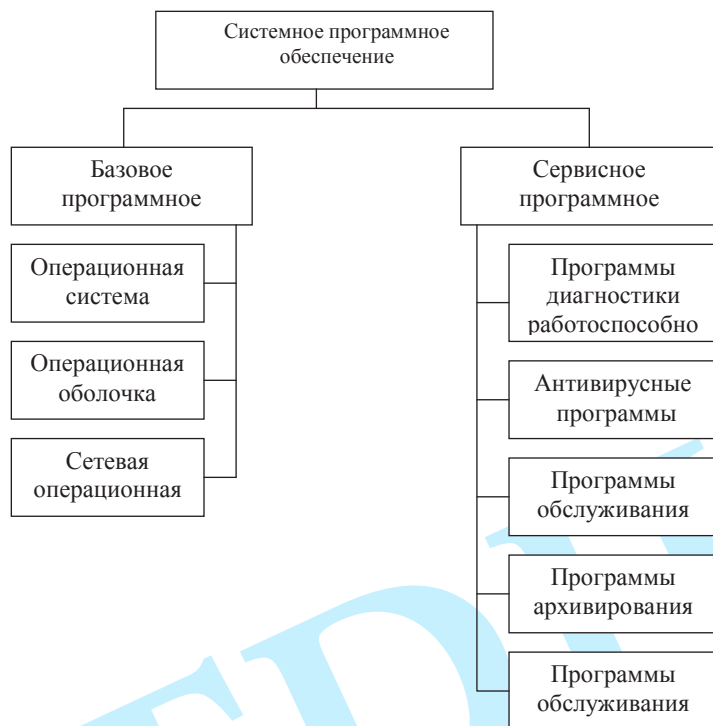 Системное программное
обеспечение
Базовое
программное
Операционная
система
Операционная
оболочка
Сетевая
операционная
Сервисное
программное
Программы
диагностики
работоспособно
Антивирусные
программы
Программы
обслуживания
Программы
архивирования
Программы
обслуживания